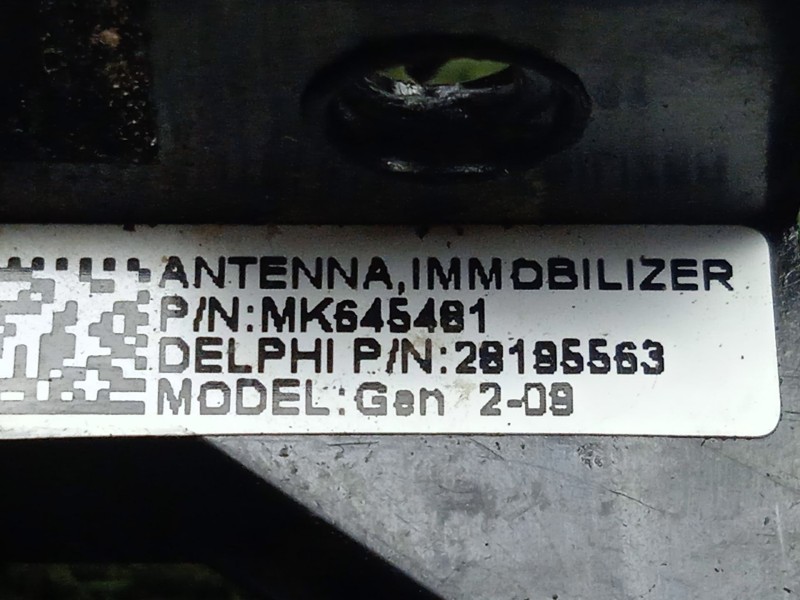 ANTENNA,IMMOBILIZER
P/N:MK645481
DELPHI P/N:28195563
MODEL:Gen 2-09